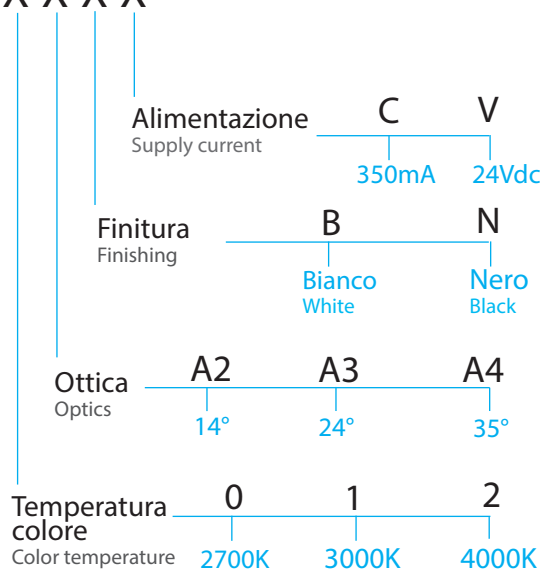 X X X X
Alimentazione C V
Supply current
350mA 24Vdc
Finitura B N
Finishing
Bianco Nero
White Black
Ottica A2 A3 A4
Optics
14° 24° 35°
Temperatura 0 1 2
colore
Color temperature 2700K 3000K 4000K